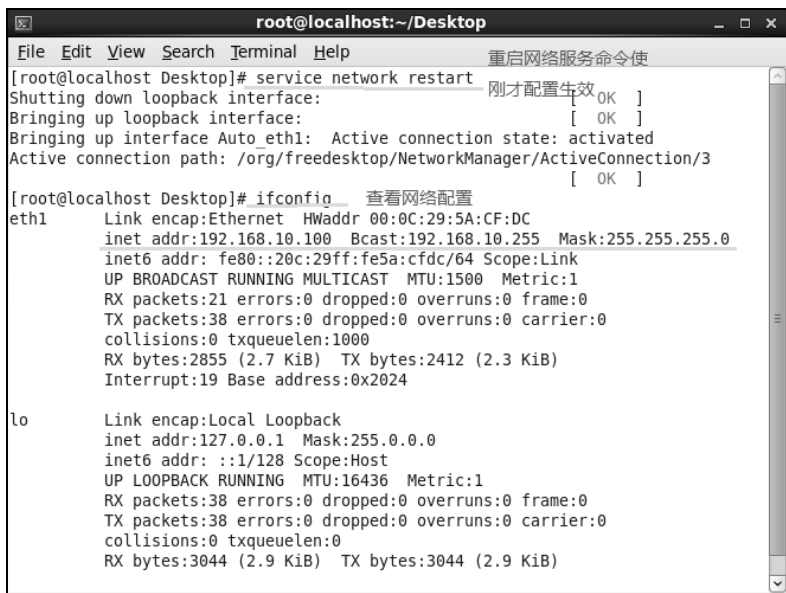 root@localhost:~/Desktop
File Edit View Search Terminal Help
重启网络服务命令使
[root@localhost Desktop]# service network restart
刚才配置生效
Shutting down loopback interface: [ OK ]
Bringing up loopback interface: [ OK ]
Bringing up interface Auto_eth1: Active connection state: activated
Active connection path: /org/freedesktop/NetworkManager/ActiveConnection/3
[ OK ]
[root@localhost Desktop]# ifconfig 查看网络配置
eth1 Link encap:Ethernet HWaddr 00:0C:29:5A:CF:DC
inet addr:192.168.10.100 Bcast:192.168.10.255 Mask:255.255.255.0
inet6 addr: fe80::20c:29ff:fe5a:cfdc/64 Scope:Link
UP BROADCAST RUNNING MULTICAST MTU:1500 Metric:1
RX packets:21 errors:0 dropped:0 overruns:0 frame:0
TX packets:38 errors:0 dropped:0 overruns:0 carrier:0
collisions:0 txqueuelen:1000
RX bytes:2855 (2.7 KiB) TX bytes:2412 (2.3 KiB)
Interrupt:19 Base address:0x2024
lo Link encap:Local Loopback
inet addr:127.0.0.1 Mask:255.0.0.0
inet6 addr: ::1/128 Scope:Host
UP LOOPBACK RUNNING MTU:16436 Metric:1
RX packets:38 errors:0 dropped:0 overruns:0 frame:0
TX packets:38 errors:0 dropped:0 overruns:0 carrier:0
collisions:0 txqueuelen:0
RX bytes:3044 (2.9 KiB) TX bytes:3044 (2.9 KiB)